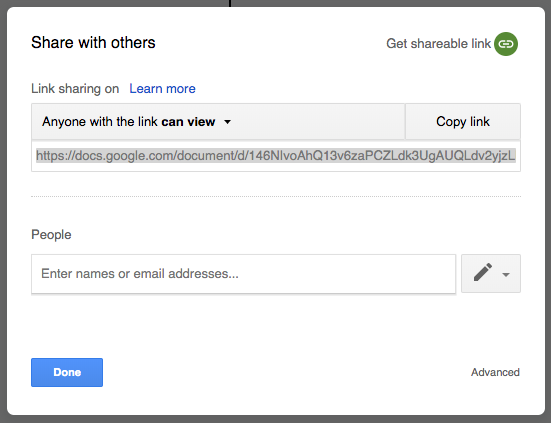 Share with others
Get shareable link
Link sharing on Learn more
Anyone with the link can view
Copy link
https://docs.google.com/document/d/146NIvoAhQ13v6zaPCZLdk3UgAUQLdv2yjzL
People
Enter names or email addresses...
Done
Advanced